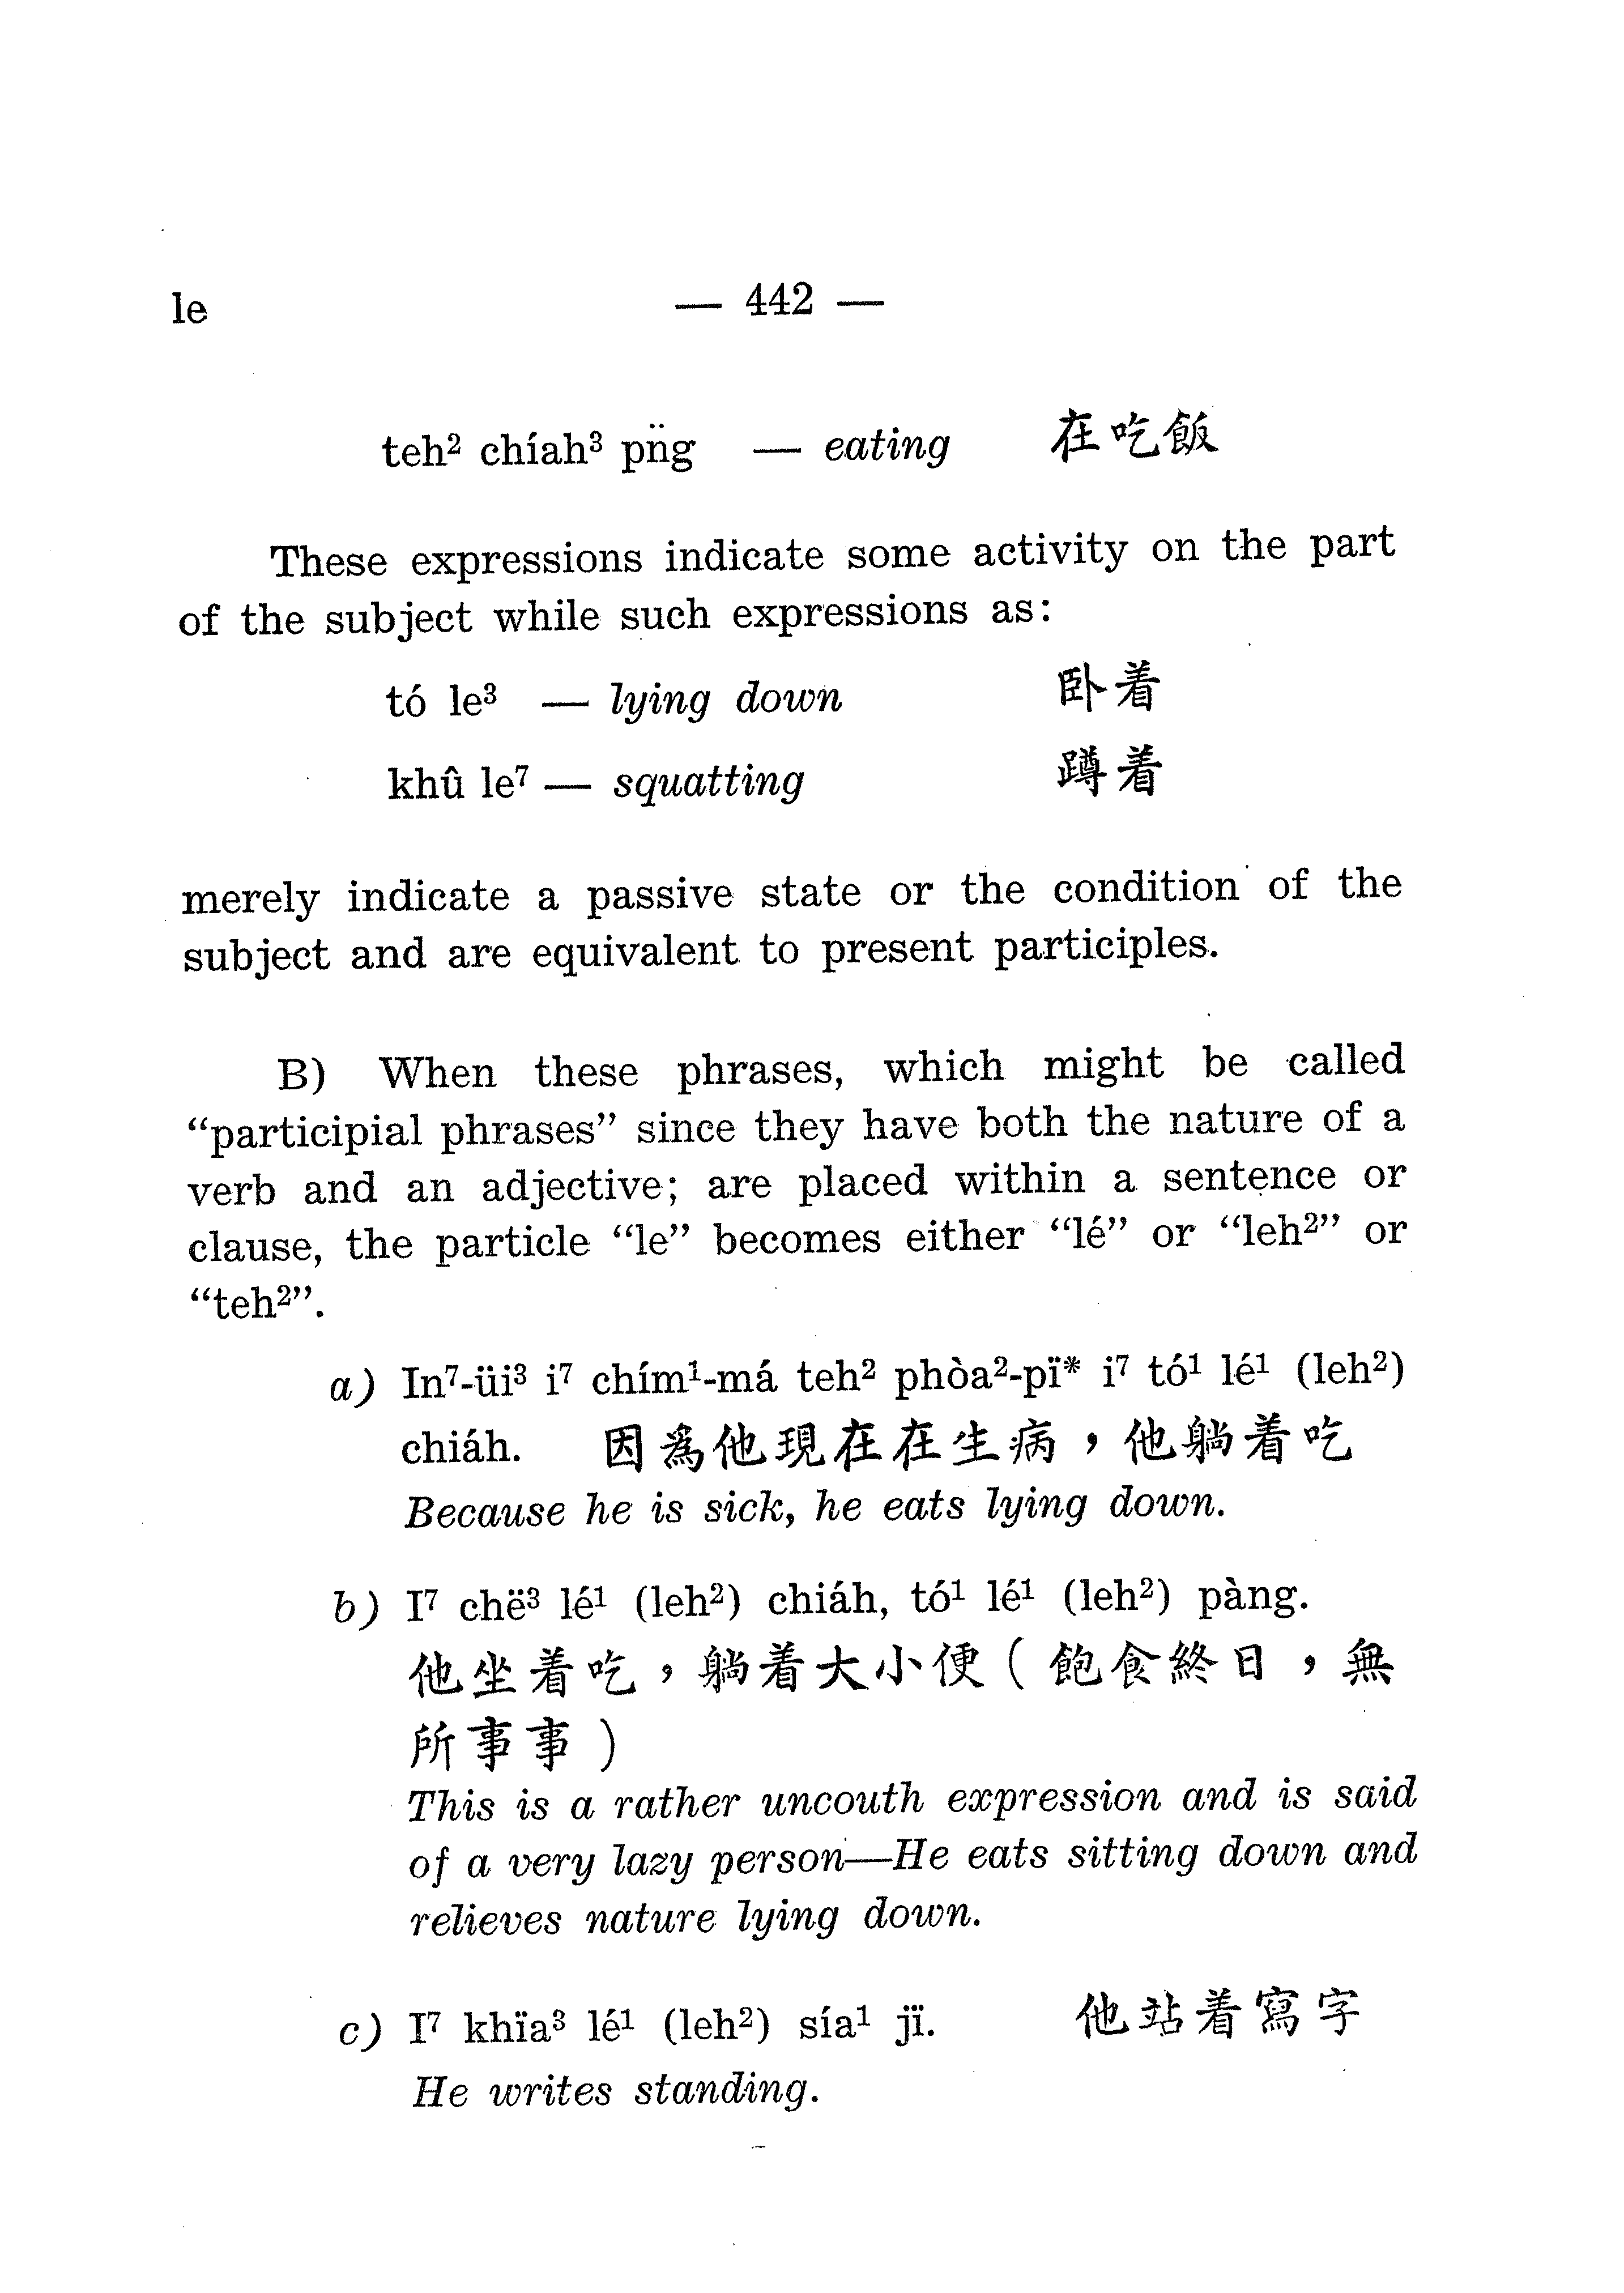 le — 442 —
teh² chíah³ pn̈g — eating 在吃飯
These expressions indicate some activity on the part
of the subject while such expressions as:
tó le³ — lying down 卧着
khû le⁷ — squatting 蹲着
merely indicate a passive state or the condition of the
subject and are equivalent to present participles.
B) When these phrases, which might be called
“participial phrases” since they have both the nature of a
verb and an adjective; are placed within a sentence or
clause, the particle “le” becomes either “lé” or “leh²” or
“teh²”.
a) In⁷-üi³ i⁷ chím¹-má teh² phòa²-pï* i⁷ tó¹ lé¹ (leh²)
chiáh. 因爲他現在在生病，他躺着吃
Because he is sick, he eats lying down.
b) I⁷ chë³ lé¹ (leh²) chiáh, tó¹ lé¹ (leh²) pàng.
他坐着吃，躺着大小便（飽食終日，無
所事事）
This is a rather uncouth expression and is said
of a very lazy person—He eats sitting down and
relieves nature lying down.
c) I⁷ khïa³ lé¹ (leh²) sía¹ jï. 他站着寫字
He writes standing.